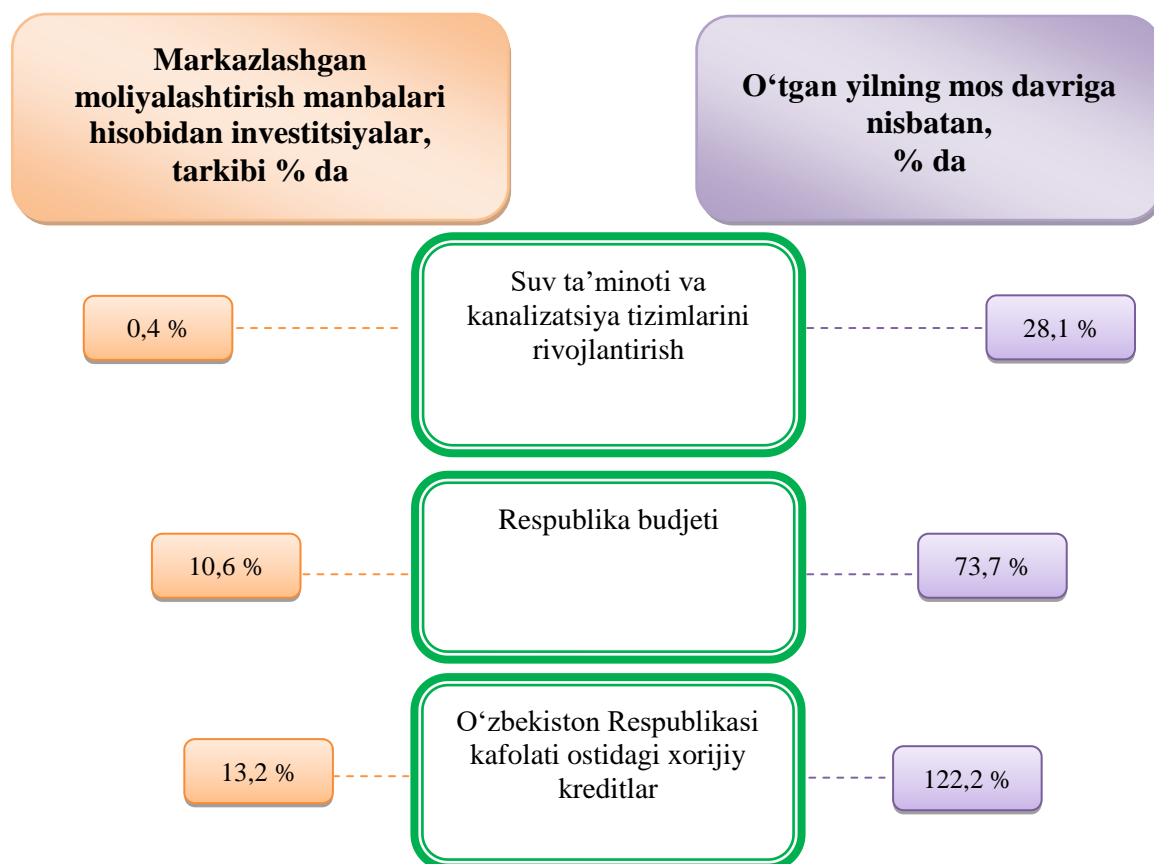 Markazlashgan
moliyalashtirish manbalari
hisobidan investitsiyalar,
tarkibi % da
O‘tgan yilning mos davriga
nisbatan,
% da
Suv ta’minoti va
kanalizatsiya tizimlarini
rivojlantirish
0,4 %
28,1 %
Respublika budjeti
10,6 %
73,7 %
O‘zbekiston Respublikasi
kafolati ostidagi xorijiy
kreditlar
13,2 %
122,2 %